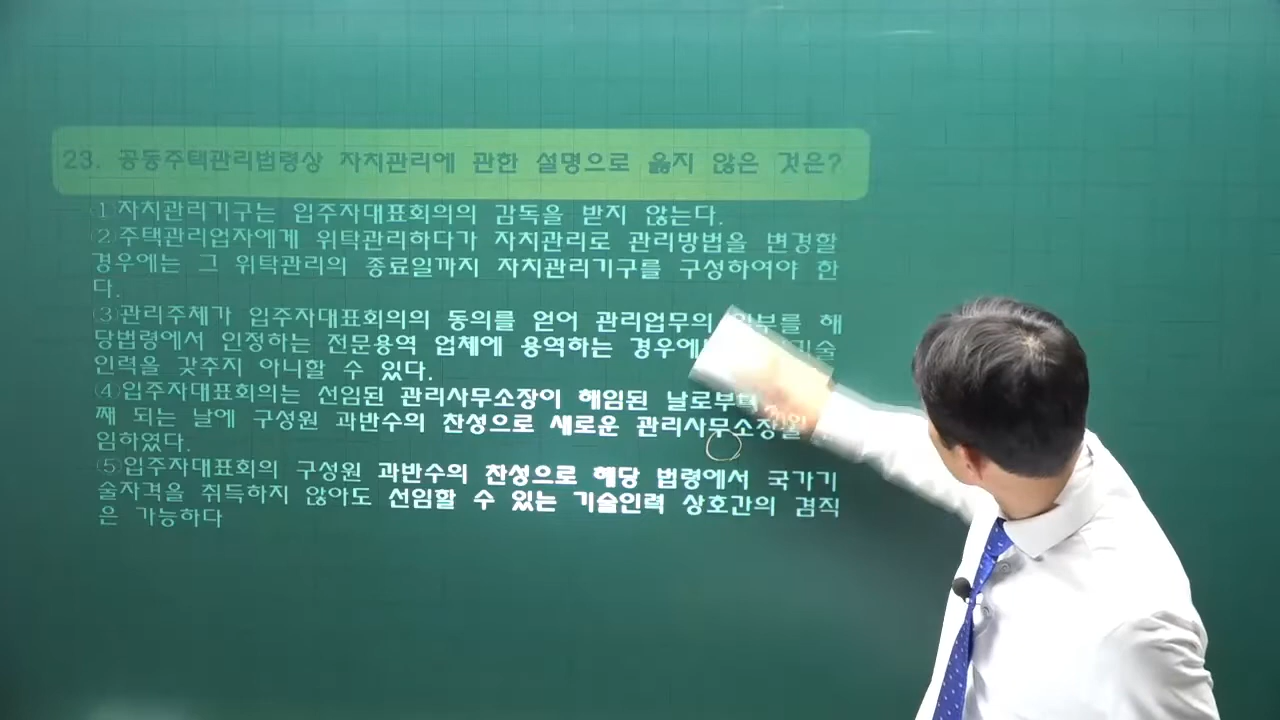 23. 공동주택관리법령상 자치관리에 관한 설명으로 옳지 않은 것은?
① 자치관리기구는 입주자대표회의의 감독을 받지 않는다.
② 주택관리업자에게 위탁관리하다가 자치관리로 관리방법을 변경할
경우에는 그 위탁관리의 종료일까지 자치관리기구를 구성하여야 한
다.
③ 관리주체가 입주자대표회의의 동의를 얻어 관리업무의 일부를 해
당법령에서 인정하는 전문용역 업체에 용역하는 경우에
인력을 갖추지 아니할 수 있다.
④ 입주자대표회의는 선임된 관리사무소장이 해임된 날로부터
째 되는 날에 구성원 과반수의 찬성으로 새로운 관리사무소장을
임하였다.
⑤ 입주자대표회의 구성원 과반수의 찬성으로 해당 법령에서 국가기
술자격을 취득하지 않아도 선임할 수 있는 기술인력 상호간의 겸직
은 가능하다